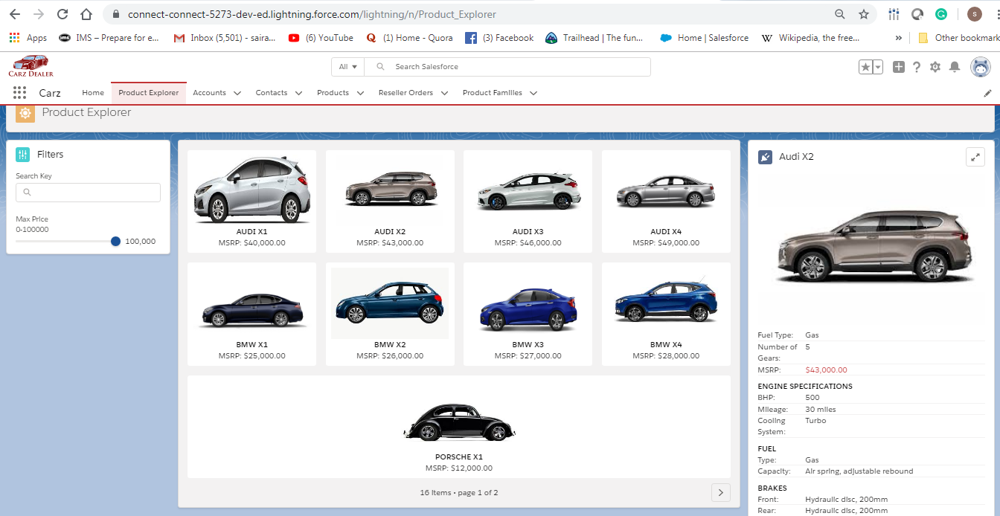 connect-connect-5273-dev-ed.lightning.force.com/lightning/n/Product_Explorer
S
Apps
ims
IMS – Prepare for e...
Inbox (5,501) - saira...
(6) YouTube
(1) Home - Quora
(3) Facebook
Trailhead | The fun...
Home | Salesforce
W
Wikipedia, the free...
»
Other bookmark
CARZ DEALER
All
Search Salesforce
Carz
Home
Product Explorer
Accounts
Contacts
Products
Reseller Orders
Product Families
Product Explorer
Filters
Search Key
Max Price
0-100000
100,000
AUDI X1
MSRP: $40,000.00
AUDI X2
MSRP: $43,000.00
AUDI X3
MSRP: $46,000.00
AUDI X4
MSRP: $49,000.00
BMW X1
MSRP: $25,000.00
BMW X2
MSRP: $26,000.00
BMW X3
MSRP: $27,000.00
BMW X4
MSRP: $28,000.00
PORSCHE X1
MSRP: $12,000.00
16 items • page 1 of 2
Audi X2
Fuel Type: Gas
Number of 5
Gears:
MSRP: $43,000.00
ENGINE SPECIFICATIONS
BHP: 500
Mileage: 30 miles
Cooling Turbo
System:
FUEL
Type: Gas
Capacity: Air spring, adjustable rebound
BRAKES
Front: Hydraulic disc, 200mm
Rear: Hydraulic disc, 200mm